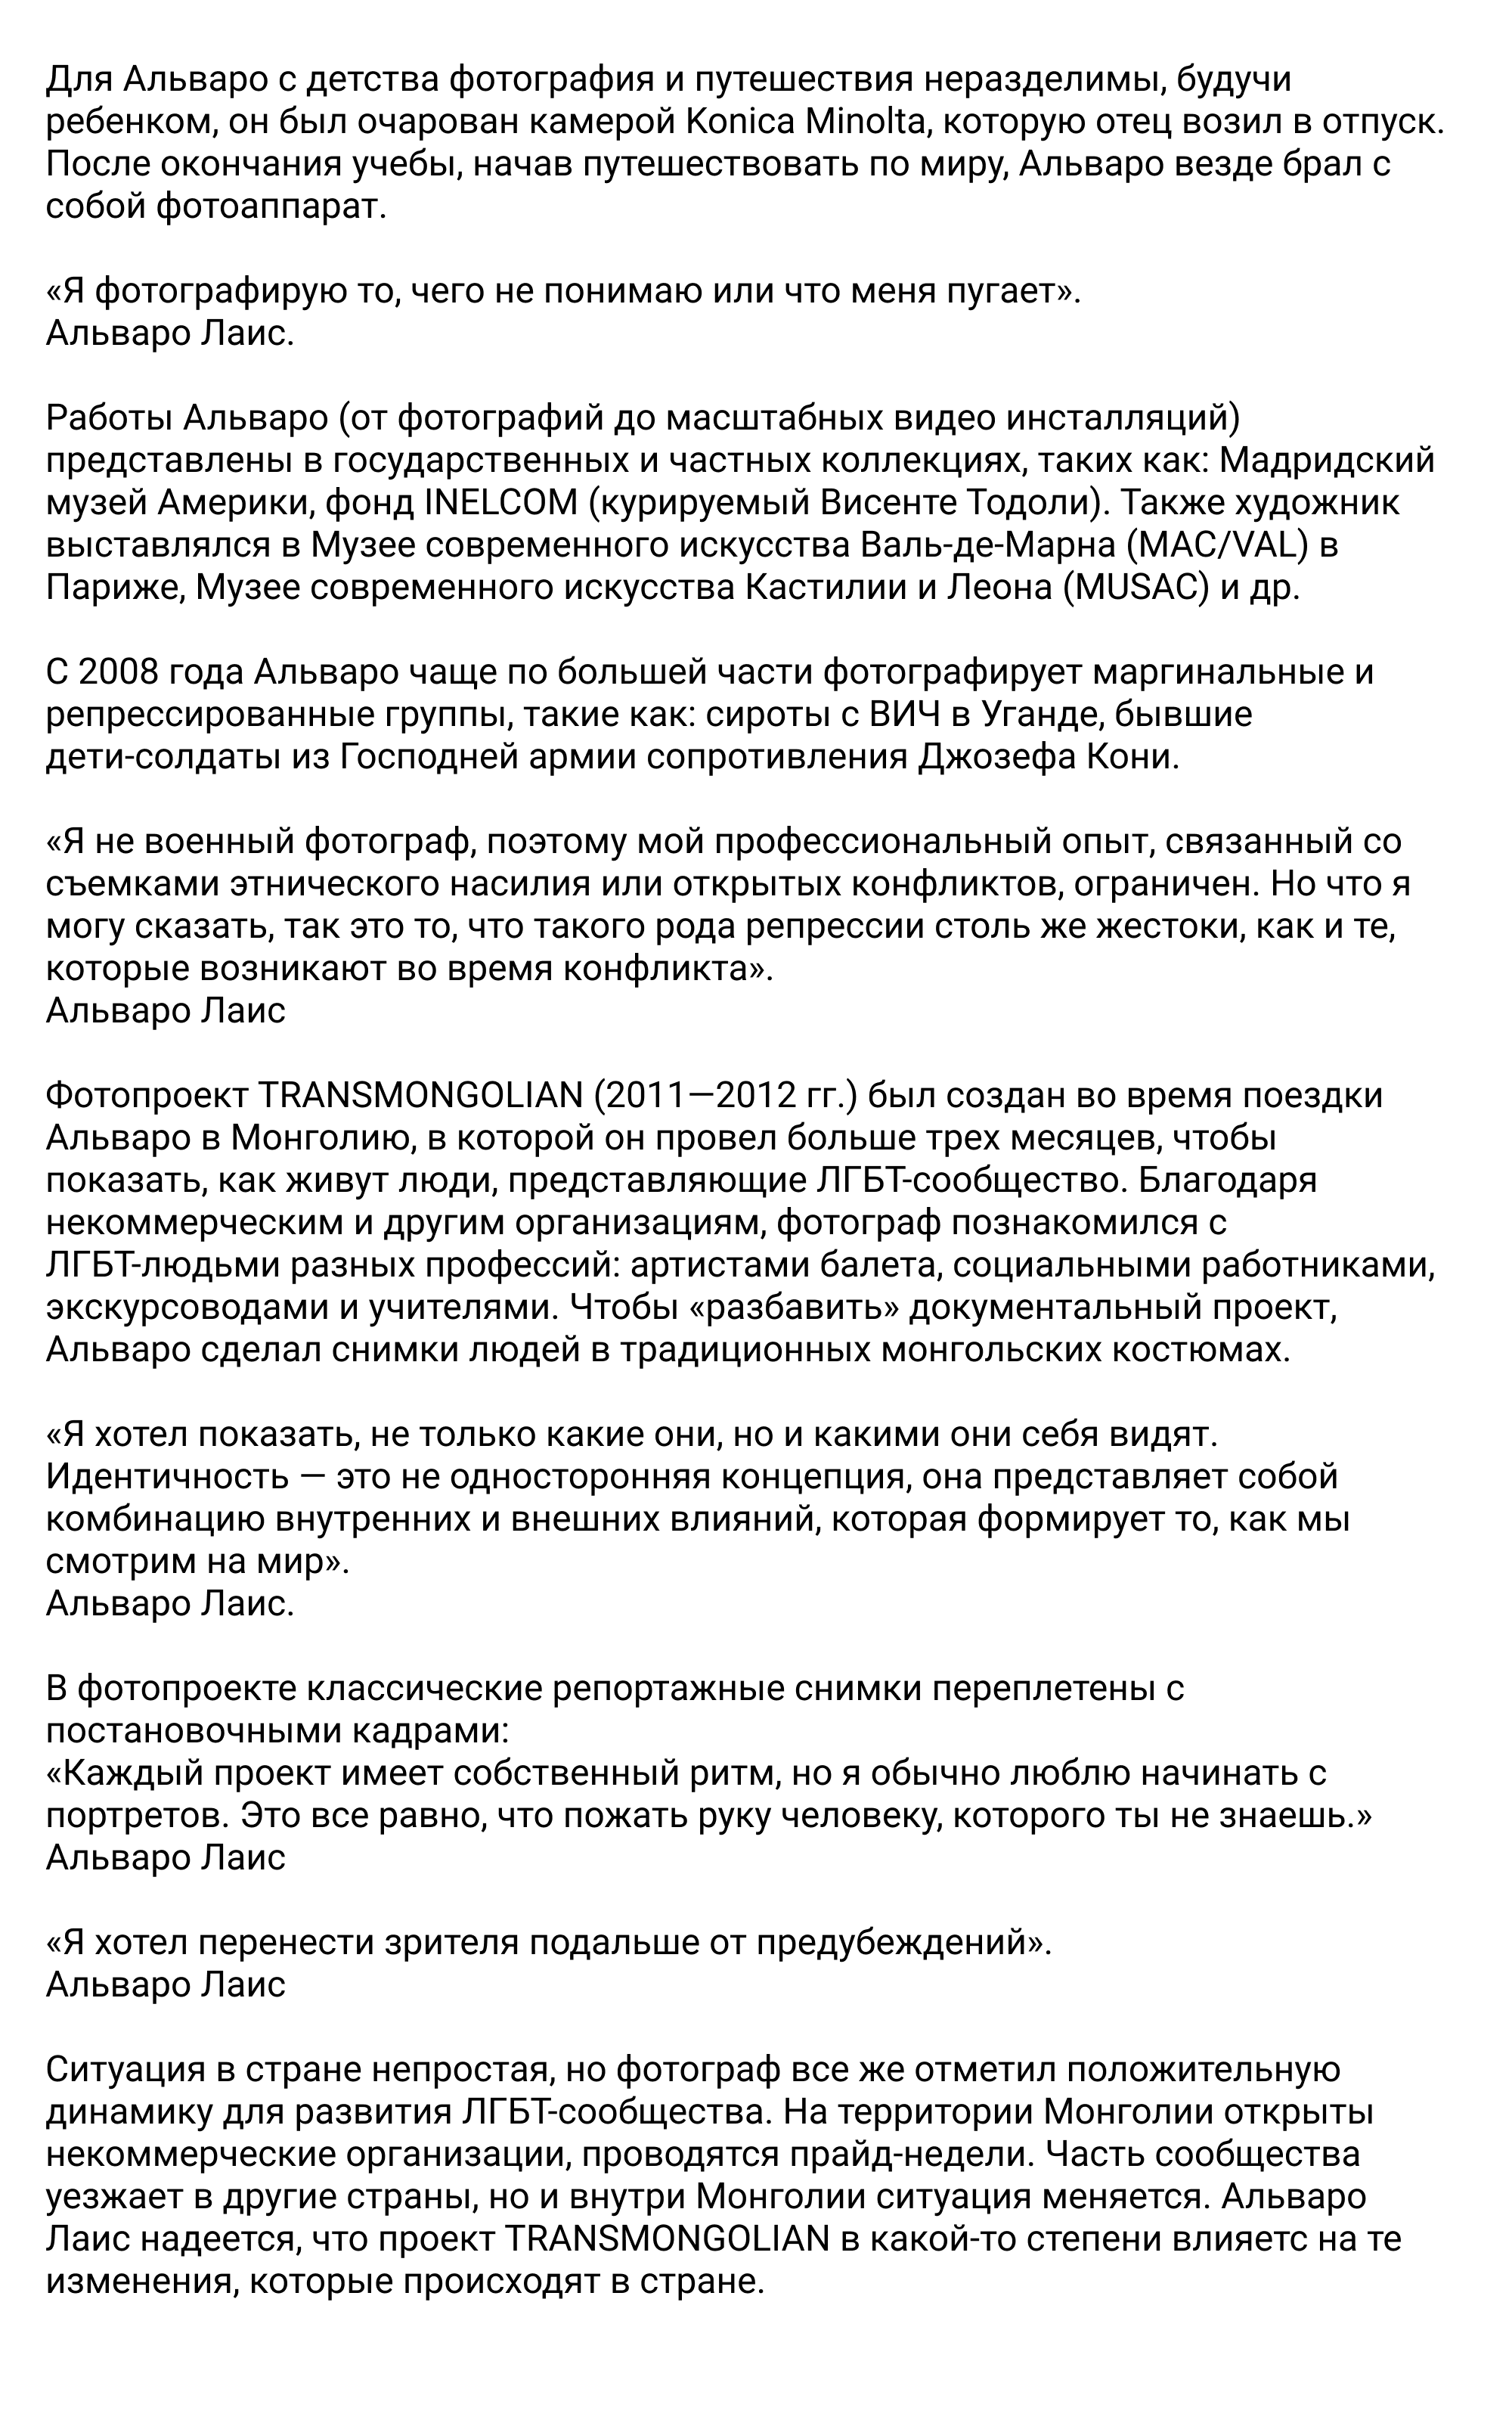 Для Альваро с детства фотография и путешествия неразделимы, будучи
ребенком, он был очарован камерой Konica Minolta, которую отец возил в отпуск.
После окончания учебы, начав путешествовать по миру, Альваро везде брал с
собой фотоаппарат.
«Я фотографирую то, чего не понимаю или что меня пугает».
Альваро Лаис.
Работы Альваро (от фотографий до масштабных видео инсталляций)
представлены в государственных и частных коллекциях, таких как: Мадридский
музей Америки, фонд INELCOM (курируемый Висенте Тодоли). Также художник
выставлялся в Музее современного искусства Валь-де-Марна (MAC/VAL) в
Париже, Музее современного искусства Кастилии и Леона (MUSAC) и др.
С 2008 года Альваро чаще по большей части фотографирует маргинальные и
репрессированные группы, такие как: сироты с ВИЧ в Уганде, бывшие
дети-солдаты из Господней армии сопротивления Джозефа Кони.
«Я не военный фотограф, поэтому мой профессиональный опыт, связанный со
съемками этнического насилия или открытых конфликтов, ограничен. Но что я
могу сказать, так это то, что такого рода репрессии столь же жестоки, как и те,
которые возникают во время конфликта».
Альваро Лаис
Фотопроект TRANSMONGOLIAN (2011—2012 гг.) был создан во время поездки
Альваро в Монголию, в которой он провел больше трех месяцев, чтобы
показать, как живут люди, представляющие ЛГБТ-сообщество. Благодаря
некоммерческим и другим организациям, фотограф познакомился с
ЛГБТ-людьми разных профессий: артистами балета, социальными работниками,
экскурсоводами и учителями. Чтобы «разбавить» документальный проект,
Альваро сделал снимки людей в традиционных монгольских костюмах.
«Я хотел показать, не только какие они, но и какими они себя видят.
Идентичность — это не односторонняя концепция, она представляет собой
комбинацию внутренних и внешних влияний, которая формирует то, как мы
смотрим на мир».
Альваро Лаис.
В фотопроекте классические репортажные снимки переплетены с
постановочными кадрами:
«Каждый проект имеет собственный ритм, но я обычно люблю начинать с
портретов. Это все равно, что пожать руку человеку, которого ты не знаешь.»
Альваро Лаис
«Я хотел перенести зрителя подальше от предубеждений».
Альваро Лаис
Ситуация в стране непростая, но фотограф все же отметил положительную
динамику для развития ЛГБТ-сообщества. На территории Монголии открыты
некоммерческие организации, проводятся прайд-недели. Часть сообщества
уезжает в другие страны, но и внутри Монголии ситуация меняется. Альваро
Лаис надеется, что проект TRANSMONGOLIAN в какой-то степени влияетс на те
изменения, которые происходят в стране.